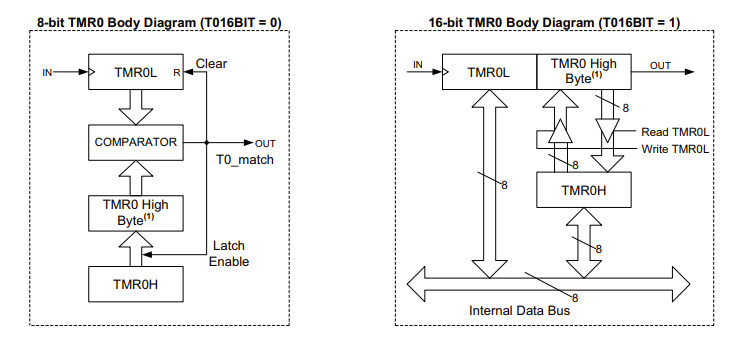 8-bit TMR0 Body Diagram (T016BIT = 0)
IN
TMR0L
R
Clear
COMPARATOR
OUT
T0_match
TMR0 High
Byte(1)
Latch
Enable
TMR0H
16-bit TMR0 Body Diagram (T016BIT = 1)
IN
TMR0L
TMR0 High
Byte(1)
OUT
8
Read TMR0L
Write TMR0L
8
8
TMR0H
8
8
Internal Data Bus